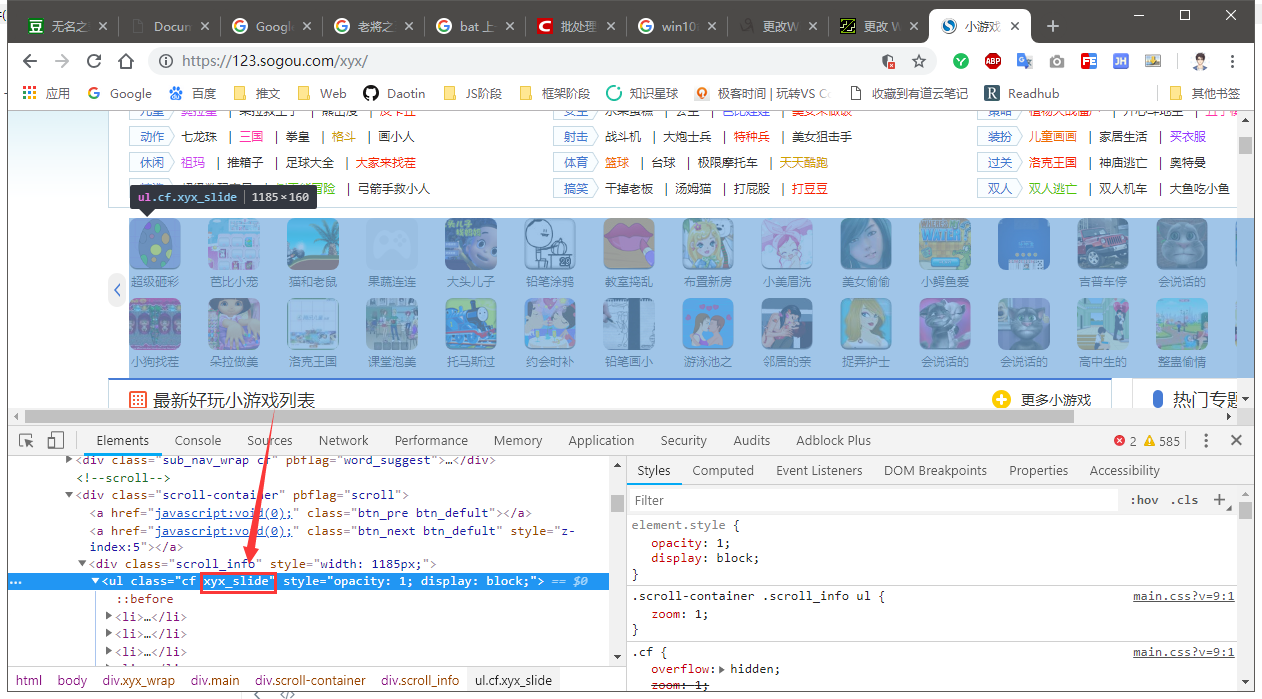 无名之 Docun Google 老将之 bat 上 批处理 win10 更改W 更改 W 小游戏
https://123.sogou.com/xyx/
应用 Google 百度 推文 Web Daotin JS阶段 框架阶段 知识星球 极客时间 | 玩转VS C 收藏到有道云笔记 Readhub 其他书签
动作 七龙珠 | 三国 | 拳皇 | 格斗 | 画小人 射击 战斗机 | 大炮士兵 | 特种兵 | 美女狙击手 装扮 儿童画画 | 家居生活 | 买衣服
休闲 祖玛 | 推箱子 | 足球大全 | 大家来找茬 体育 篮球 | 台球 | 极限摩托车 | 天天酷跑 过关 洛克王国 | 神庙逃亡 | 奥特曼
弓箭手救小人 搞笑 干掉老板 | 汤姆猫 | 打屁股 | 打豆豆 双人 双人逃亡 | 双人机车 | 大鱼吃小鱼
ul.cf.xyx_slide | 1185×160
超级砸彩 芭比小宠 猫和老鼠 果蔬连连 大头儿子 铅笔涂鸦 教室捣乱 布置新房 小美眉洗 美女偷偷 小鳄鱼爱 吉普车停 会说话的
小狗找茬 朵拉做美 洛克王国 课堂泡美 托马斯过 约会时补 铅笔画小 游泳池之 邻居的亲 捉弄护士 会说话的 会说话的 高中生的 整蛊偷情
最新好玩小游戏列表 更多小游戏 热门专题
Elements Console Sources Network Performance Memory Application Security Audits Adblock Plus 2 585
<div class="sub_nav_wrap cf" pbflag="word_suggest">…</div>
<!--scroll-->
<div class="scroll-container" pbflag="scroll">
<a href="javascript:void(0);" class="btn_pre btn_defult"></a>
<a href="javascript:void(0);" class="btn_next btn_defult" style="z-
index:5"></a>
<div class="scroll_info" style="width: 1185px;">
<ul class="cf xyx_slide" style="opacity: 1; display: block;"> == $0
::before
<li>…</li>
<li>…</li>
<li>…</li>
html body div.xyx_wrap div.main div.scroll-container div.scroll_info ul.cf.xyx_slide
Styles Computed Event Listeners DOM Breakpoints Properties Accessibility
Filter :hov .cls +
element.style {
opacity: 1;
display: block;
}
.scroll-container .scroll_info ul { main.css?v=9:1
zoom: 1;
}
.cf { main.css?v=9:1
overflow: hidden;
zoom: 1;